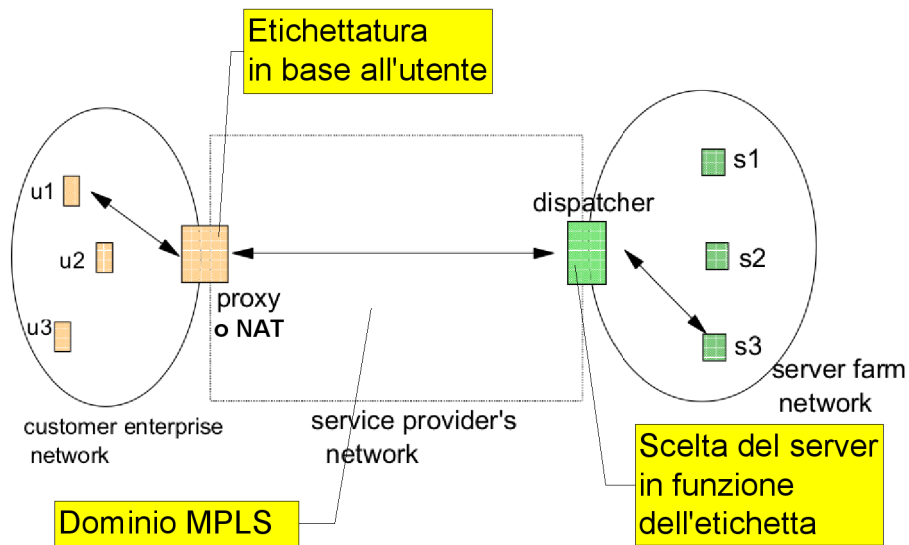 Etichettatura
in base all'utente
u1
u2
u3
proxy
o NAT
customer enterprise
network
service provider's
network
dispatcher
s1
s2
s3
server farm
network
Dominio MPLS
Scelta del server
in funzione
dell'etichetta